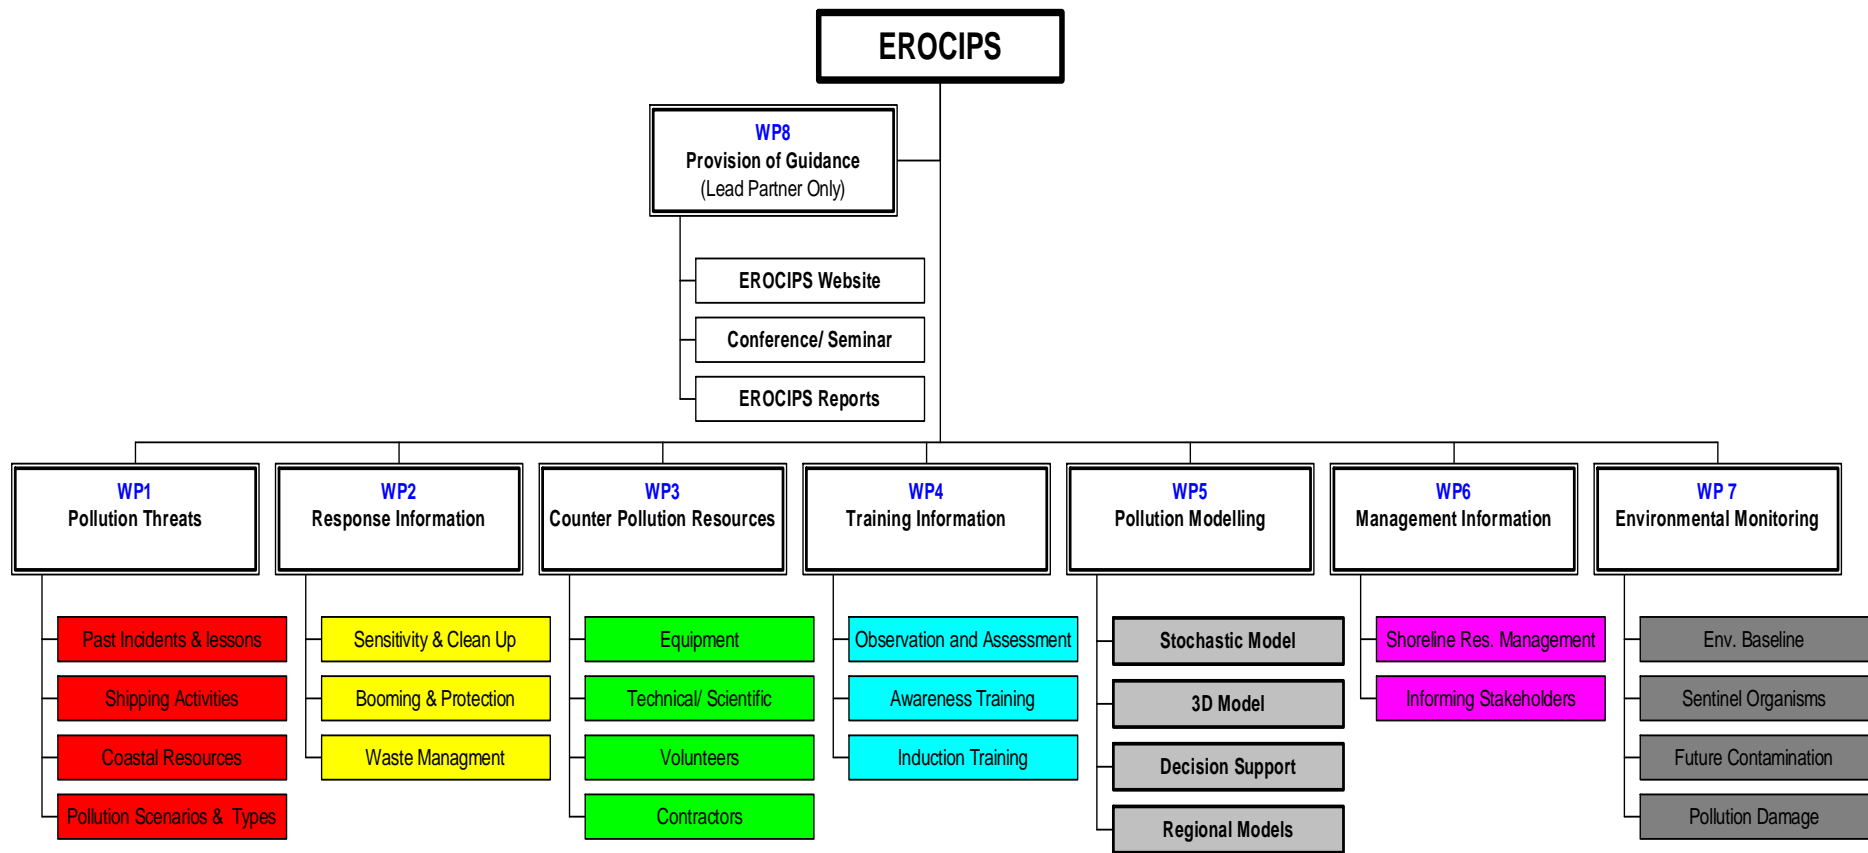 EROCIPS
WP8
Provision of Guidance
(Lead Partner Only)
EROCIPS Website
Conference/ Seminar
EROCIPS Reports
WP1
Pollution Threats
Past Incidents & lessons
Shipping Activities
Coastal Resources
Pollution Scenarios & Types
WP2
Response Information
Sensitivity & Clean Up
Booming & Protection
Waste Managment
WP3
Counter Pollution Resources
Equipment
Technical/ Scientific
Volunteers
Contractors
WP4
Training Information
Observation and Assessment
Awareness Training
Induction Training
WP5
Pollution Modelling
Stochastic Model
3D Model
Decision Support
Regional Models
WP6
Management Information
Shoreline Res. Management
Informing Stakeholders
WP 7
Environmental Monitoring
Env. Baseline
Sentinel Organisms
Future Contamination
Pollution Damage